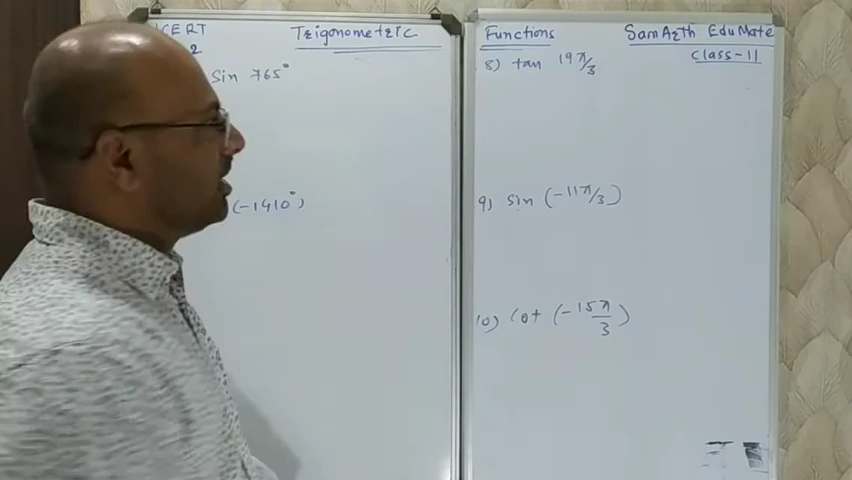 NCERT Trigonometric
2
Sin 765°
(-1410°)
Functions SamArth EduMate
Class-11
8) tan 19π/3
9) sin (-11π/3)
10) Cot (-15π/3)